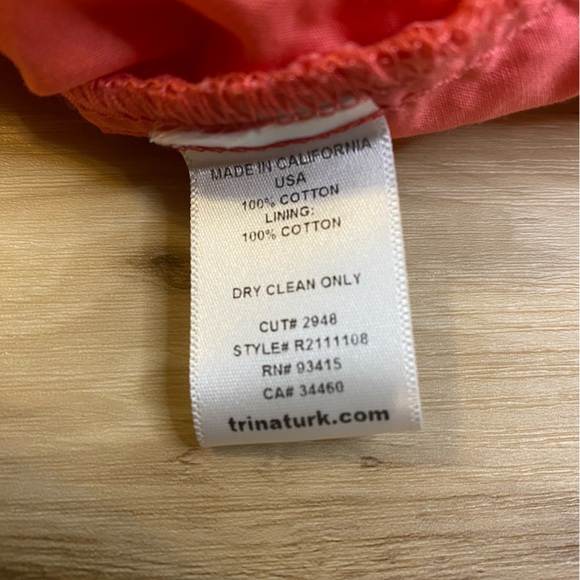 MADE IN CALIFORNIA
USA
100% COTTON
LINING:
100% COTTON
DRY CLEAN ONLY
CUT# 2948
STYLE# R2111108
RN# 93415
CA# 34460
trinaturk.com